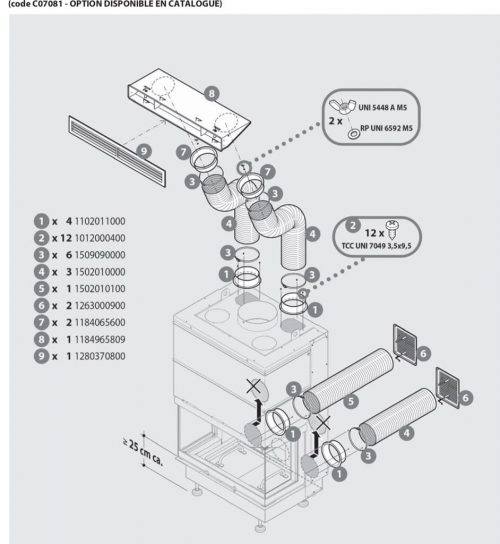 (code C07081 - OPTION DISPONIBLE EN CATALOGUE)
8
UNI 5448 A M5
2 x
RP UNI 6592 M5
7
9
7
3
3
1 x 4 1102011000
2 x 12 1012000400
3 x 6 1509090000
4 x 3 1502010000
5 x 1 1502010100
6 x 2 1263000900
7 x 2 1184065600
8 x 1 1184965809
9 x 1 1280370800
4
4
2
12 x
TCC UNI 7049 3,5x9,5
3
3
1
1
6
3
5
6
1
4
3
1
≥ 25 cm ca.